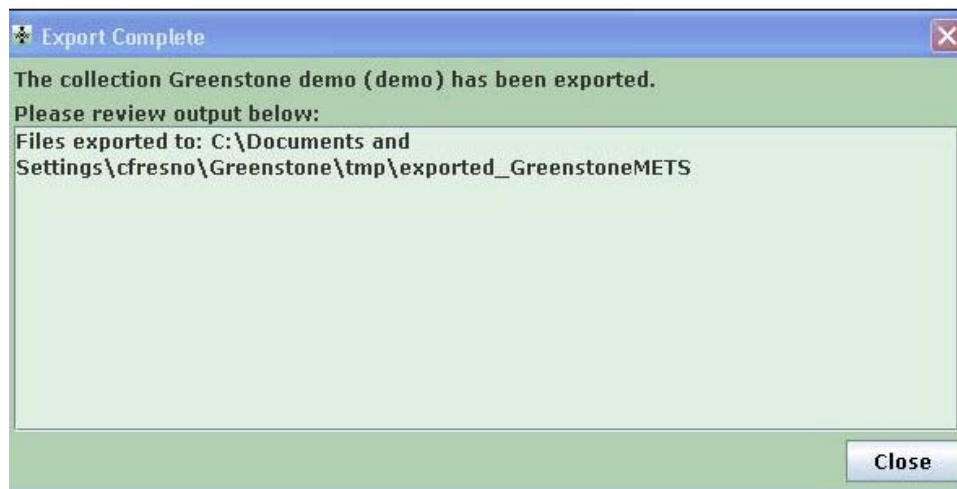 Export Complete
The collection Greenstone demo (demo) has been exported.
Please review output below:
Files exported to: C:\Documents and
Settings\cfresno\Greenstone\tmp\exported_GreenstoneMETS
Close